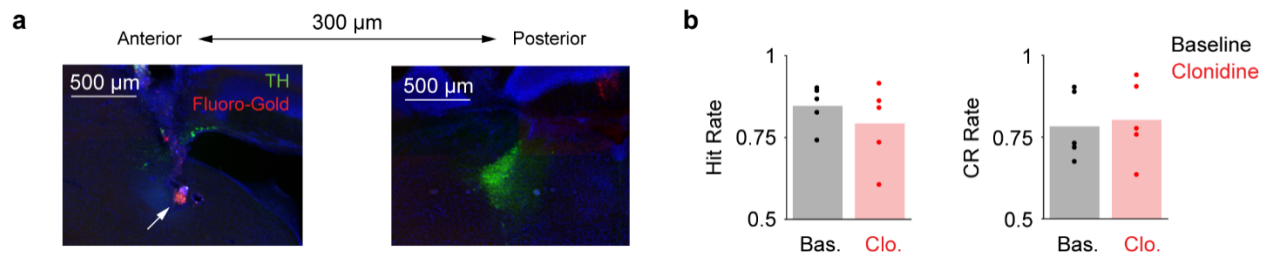 a
300 µm
Anterior
Posterior
500 µm
TH
Fluoro-Gold
500 µm
b
Baseline
Clonidine
1
0.75
0.5
Hit Rate
Bas.
Clo.
1
0.75
0.5
CR Rate
Bas.
Clo.